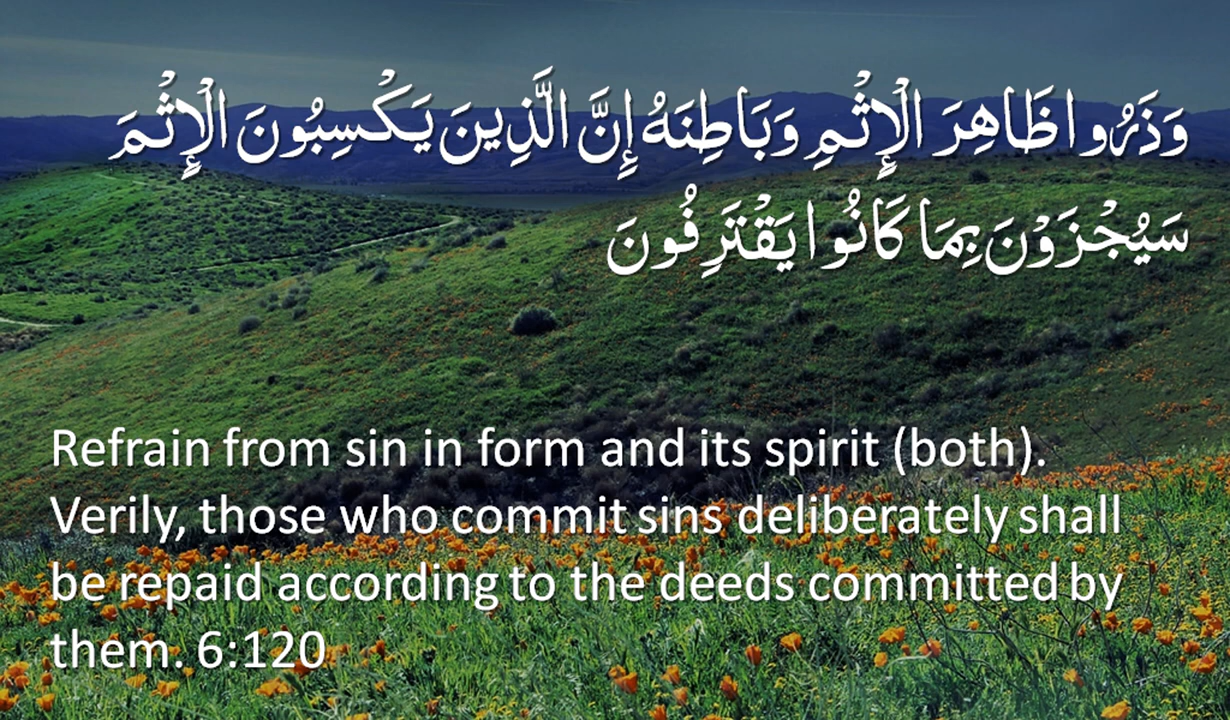 وَذَرُوا ظَاهِرَ الْإِثْمِ وَبَاطِنَهُ إِنَّ الَّذِينَ يَكْسِبُونَ الْإِثْمَ
سَيُجْزَوْنَ بِمَا كَانُوا يَقْتَرِفُونَ
Refrain from sin in form and its spirit (both).
Verily, those who commit sins deliberately shall
be repaid according to the deeds committed by
them. 6:120